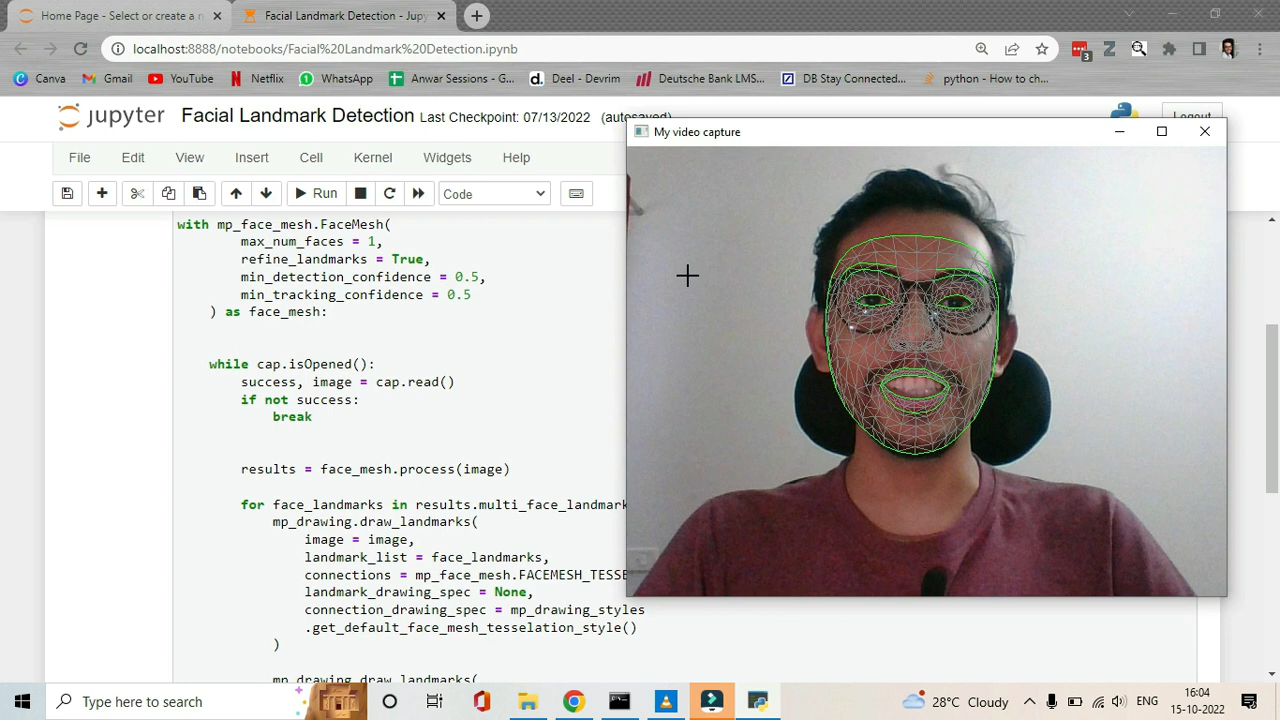 Home Page - Select or create a n
Facial Landmark Detection - Jup
localhost:8888/notebooks/Facial%20Landmark%20Detection.ipynb
3
Canva
Gmail
YouTube
Netflix
WhatsApp
Anwar Sessions - G...
Deel - Devrim
Deutsche Bank LMS...
DB Stay Connected...
python - How to ch...
jupyter Facial Landmark Detection Last Checkpoint: 07/13/2022 (autosaved)
Logout
File Edit View Insert Cell Kernel Widgets Help
Run
Code
My video capture
with mp_face_mesh.FaceMesh(
max_num_faces = 1,
refine_landmarks = True,
min_detection_confidence = 0.5,
min_tracking_confidence = 0.5
) as face_mesh:
while cap.isOpened():
success, image = cap.read()
if not success:
break
results = face_mesh.process(image)
for face_landmarks in results.multi_face_landmark
mp_drawing.draw_landmarks(
image = image,
landmark_list = face_landmarks,
connections = mp_face_mesh.FACEMESH_TESSE
landmark_drawing_spec = None,
connection_drawing_spec = mp_drawing_styles
.get_default_face_mesh_tesselation_style()
)
mp_drawing.draw_landmarks(
Type here to search
28°C Cloudy
ENG
16:04
15-10-2022